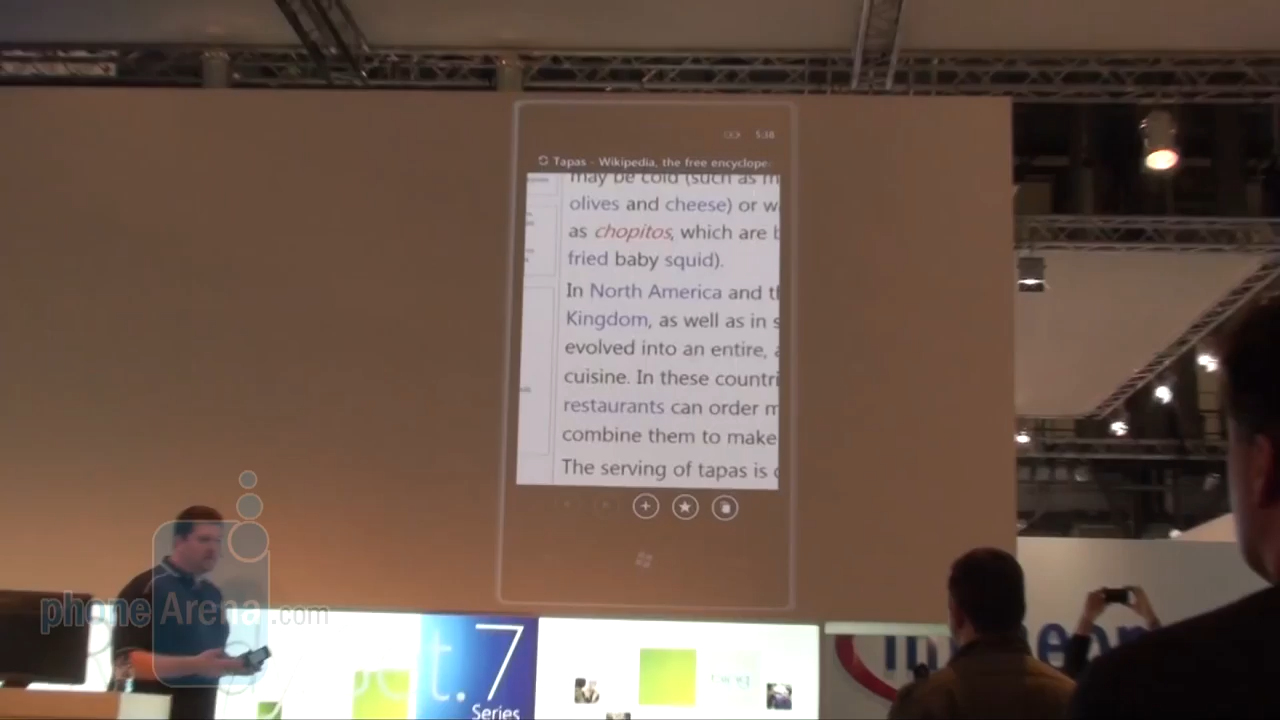 5:38
Tapas - Wikipedia, the free encyclope
may be cold (such as m
olives and cheese) or w
as chopitos, which are b
fried baby squid).
In North America and th
Kingdom, as well as in s
evolved into an entire, a
cuisine. In these countri
restaurants can order m
combine them to make
The serving of tapas is c
phoneArena.com
ct.7
Series